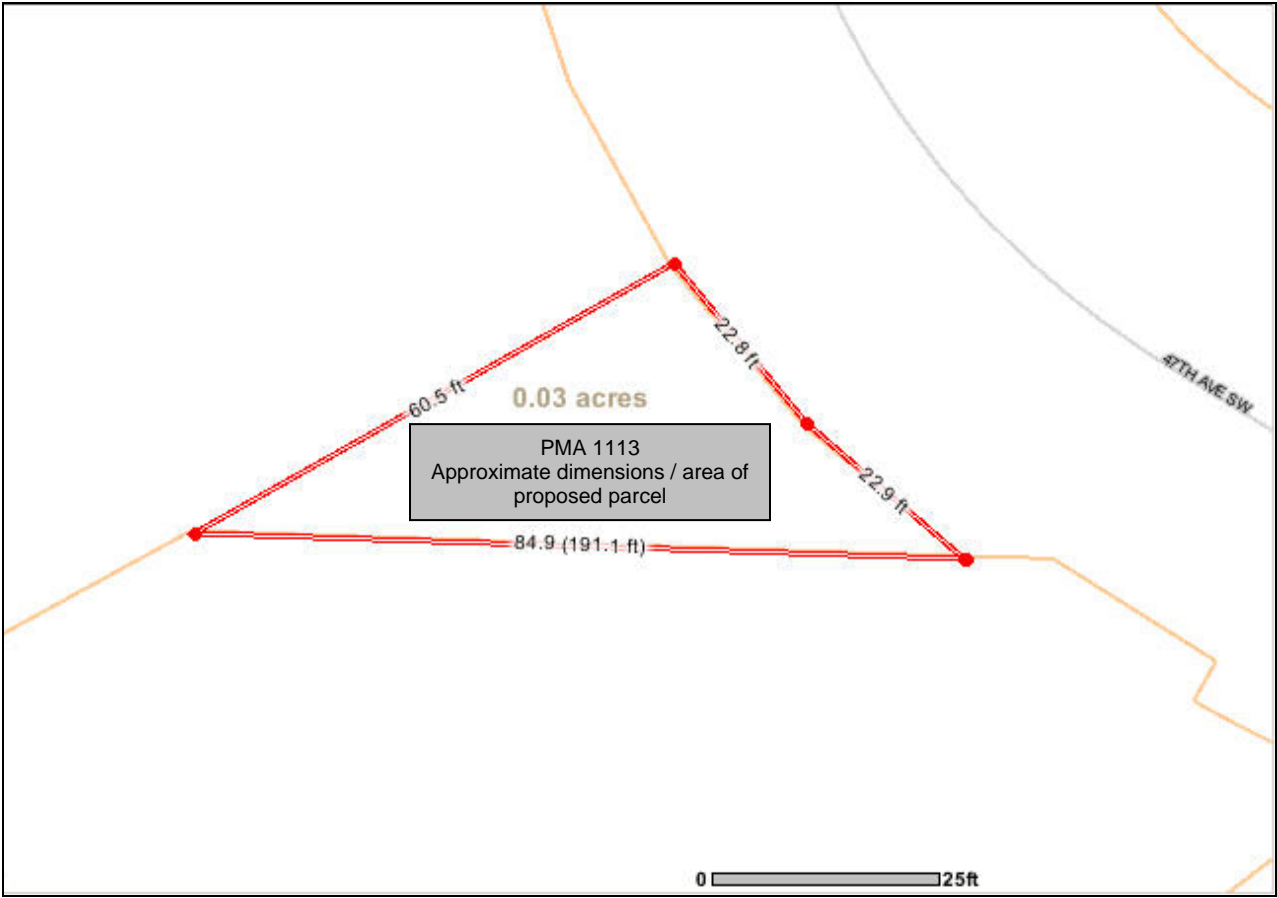 47TH AVE SW
22.8 ft
60.5 ft
0.03 acres
PMA 1113
Approximate dimensions / area of
proposed parcel
22.9 ft
84.9 (191.1 ft)
0 25ft